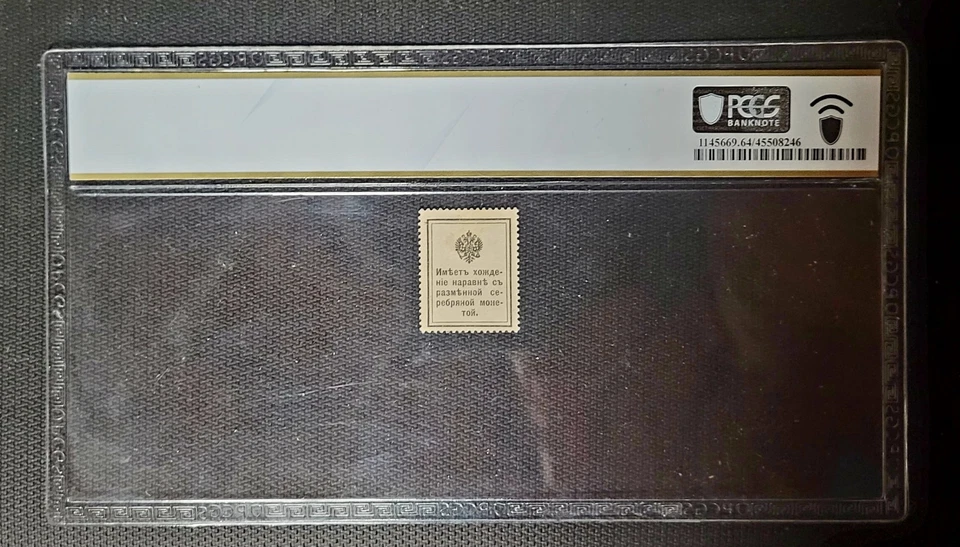 PCGS
BANKNOTE
1145669.64/45508246
Имѣетъ хожде-
ніе наравнѣ съ
размѣнной се-
ребряной моне-
той.